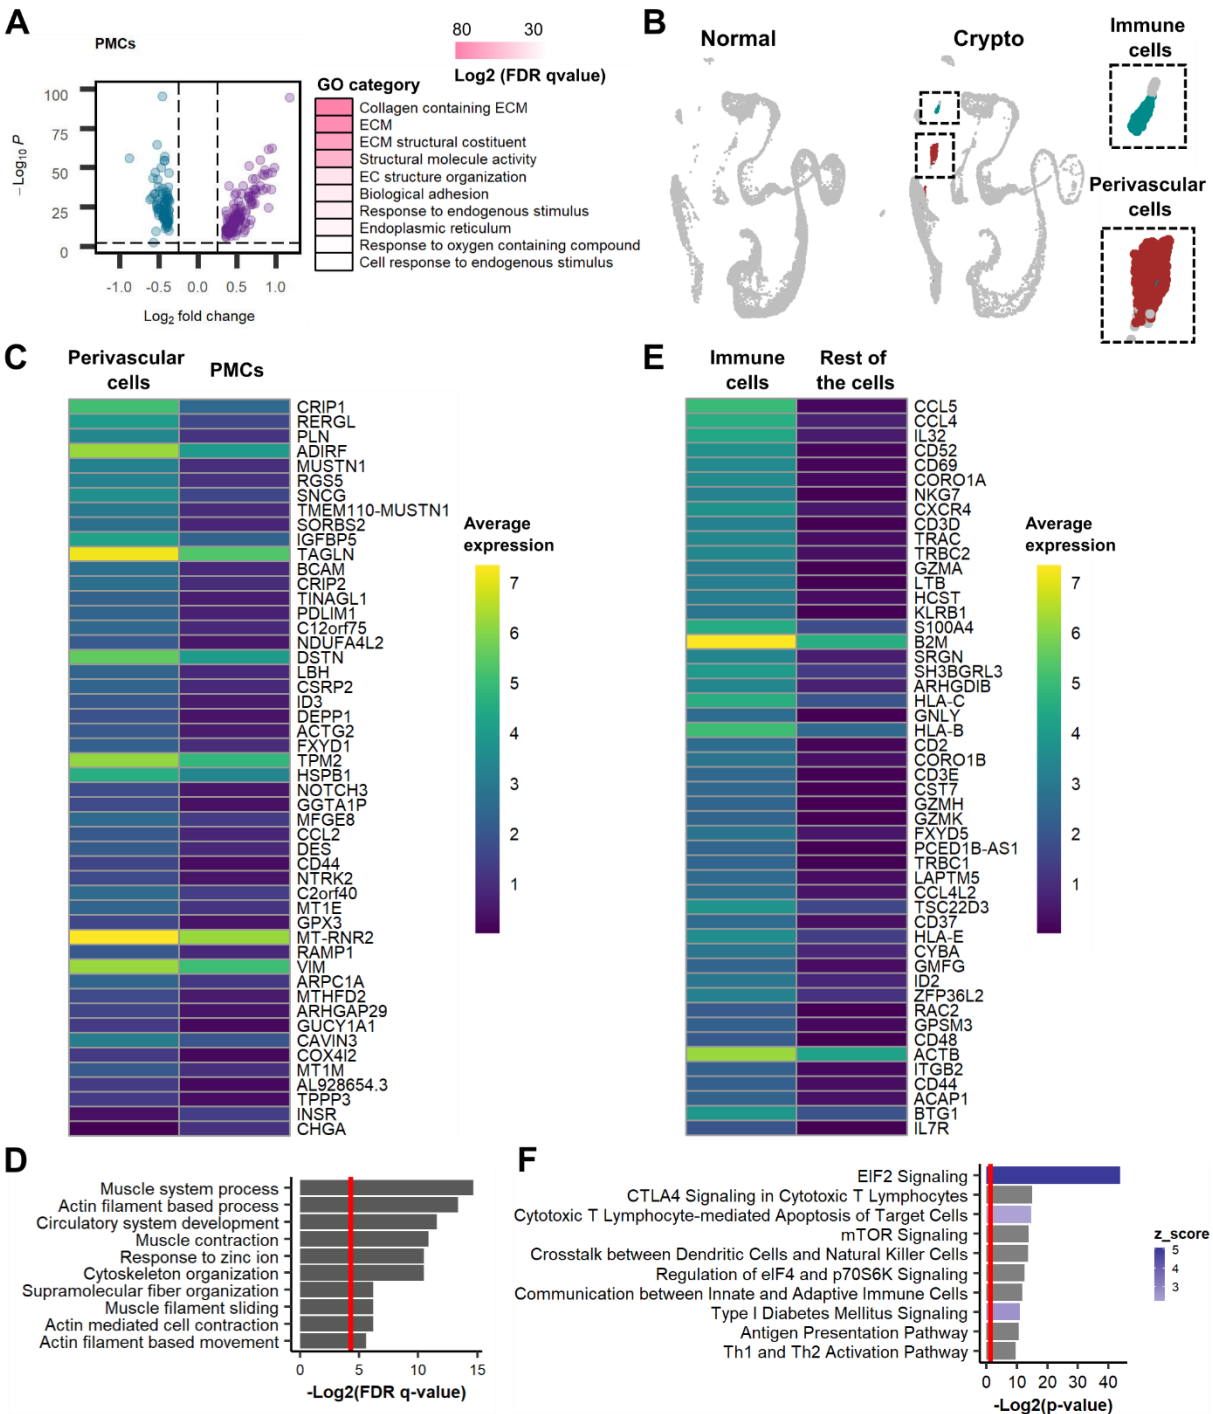 A
PMCs
80 30
Log2 (FDR qvalue)
GO category
100
75
50
25
0
-Log10 P
-1.0 -0.5 0.0 0.5 1.0
Log2 fold change
Collagen containing ECM
ECM
ECM structural costituent
Structural molecule activity
EC structure organization
Biological adhesion
Response to endogenous stimulus
Endoplasmic reticulum
Response to oxygen containing compound
Cell response to endogenous stimulus
B
Normal
Crypto
Immune
cells
Perivascular
cells
C
Perivascular
cells
PMCs
CRIP1
RERGL
PLN
ADIRF
MUSTN1
RGS5
SNCG
TMEM110-MUSTN1
SORBS2
IGFBP5
TAGLN
BCAM
CRIP2
TINAGL1
PDLIM1
C12orf75
NDUFA4L2
DSTN
LBH
CSRP2
ID3
DEPP1
ACTG2
FXYD1
TPM2
HSPB1
NOTCH3
GGTA1P
MFGE8
CCL2
DES
CD44
NTRK2
C2orf40
MT1E
GPX3
MT-RNR2
RAMP1
VIM
ARPC1A
MTHFD2
ARHGAP29
GUCY1A1
CAVIN3
COX4I2
MT1M
AL928654.3
TPPP3
INSR
CHGA
Average
expression
7
6
5
4
3
2
1
E
Immune
cells
Rest of
the cells
CCL5
CCL4
IL32
CD52
CD69
CORO1A
NKG7
CXCR4
CD3D
TRAC
TRBC2
GZMA
LTB
HCST
KLRB1
S100A4
B2M
SRGN
SH3BGRL3
ARHGDIB
HLA-C
GNLY
HLA-B
CD2
CORO1B
CD3E
CST7
GZMH
GZMK
FXYD5
PCED1B-AS1
TRBC1
LAPTM5
CCL4L2
TSC22D3
CD37
HLA-E
CYBA
GMFG
ID2
ZFP36L2
RAC2
GPSM3
CD48
ACTB
ITGB2
CD44
ACAP1
BTG1
IL7R
Average
expression
7
6
5
4
3
2
1
D
Muscle system process
Actin filament based process
Circulatory system development
Muscle contraction
Response to zinc ion
Cytoskeleton organization
Supramolecular fiber organization
Muscle filament sliding
Actin mediated cell contraction
Actin filament based movement
0 5 10 15
-Log2(FDR q-value)
F
EIF2 Signaling
CTLA4 Signaling in Cytotoxic T Lymphocytes
Cytotoxic T Lymphocyte-mediated Apoptosis of Target Cells
mTOR Signaling
Crosstalk between Dendritic Cells and Natural Killer Cells
Regulation of eIF4 and p70S6K Signaling
Communication between Innate and Adaptive Immune Cells
Type I Diabetes Mellitus Signaling
Antigen Presentation Pathway
Th1 and Th2 Activation Pathway
0 10 20 30 40
-Log2(p-value)
z_score
5
4
3